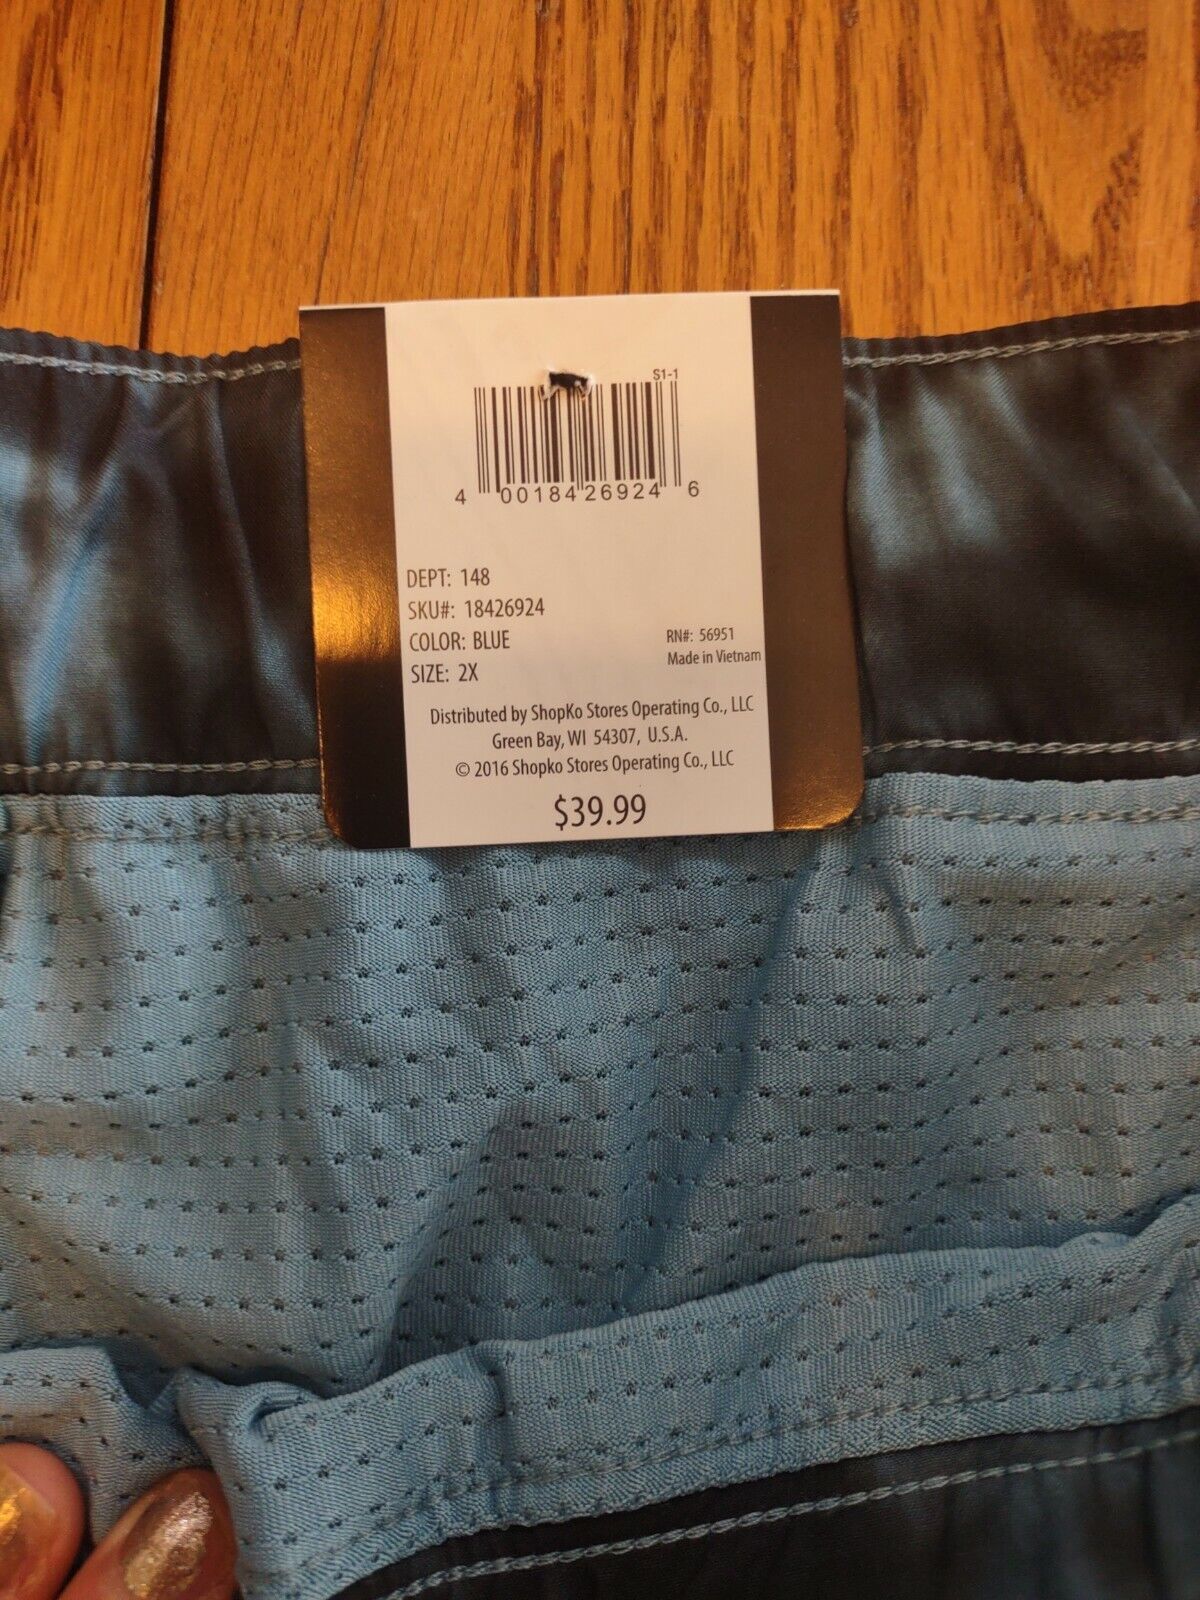 S1-1
4 00184 26924 6
DEPT: 148
SKU#: 18426924
COLOR: BLUE
SIZE: 2X
RN#: 56951
Made in Vietnam
Distributed by ShopKo Stores Operating Co., LLC
Green Bay, WI 54307, U.S.A.
© 2016 Shopko Stores Operating Co., LLC
$39.99